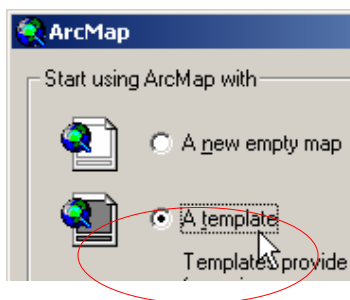 ArcMap
Start using ArcMap with
A new empty map
A template
Templates provide